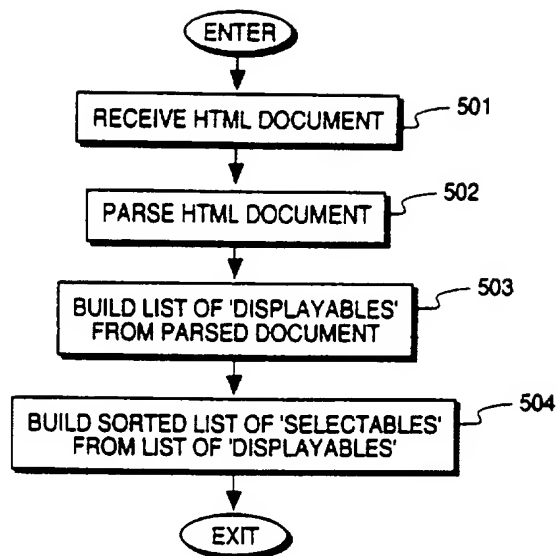 ENTER
RECEIVE HTML DOCUMENT
501
PARSE HTML DOCUMENT
502
BUILD LIST OF 'DISPLAYABLES'
FROM PARSED DOCUMENT
503
BUILD SORTED LIST OF 'SELECTABLES'
FROM LIST OF 'DISPLAYABLES'
504
EXIT